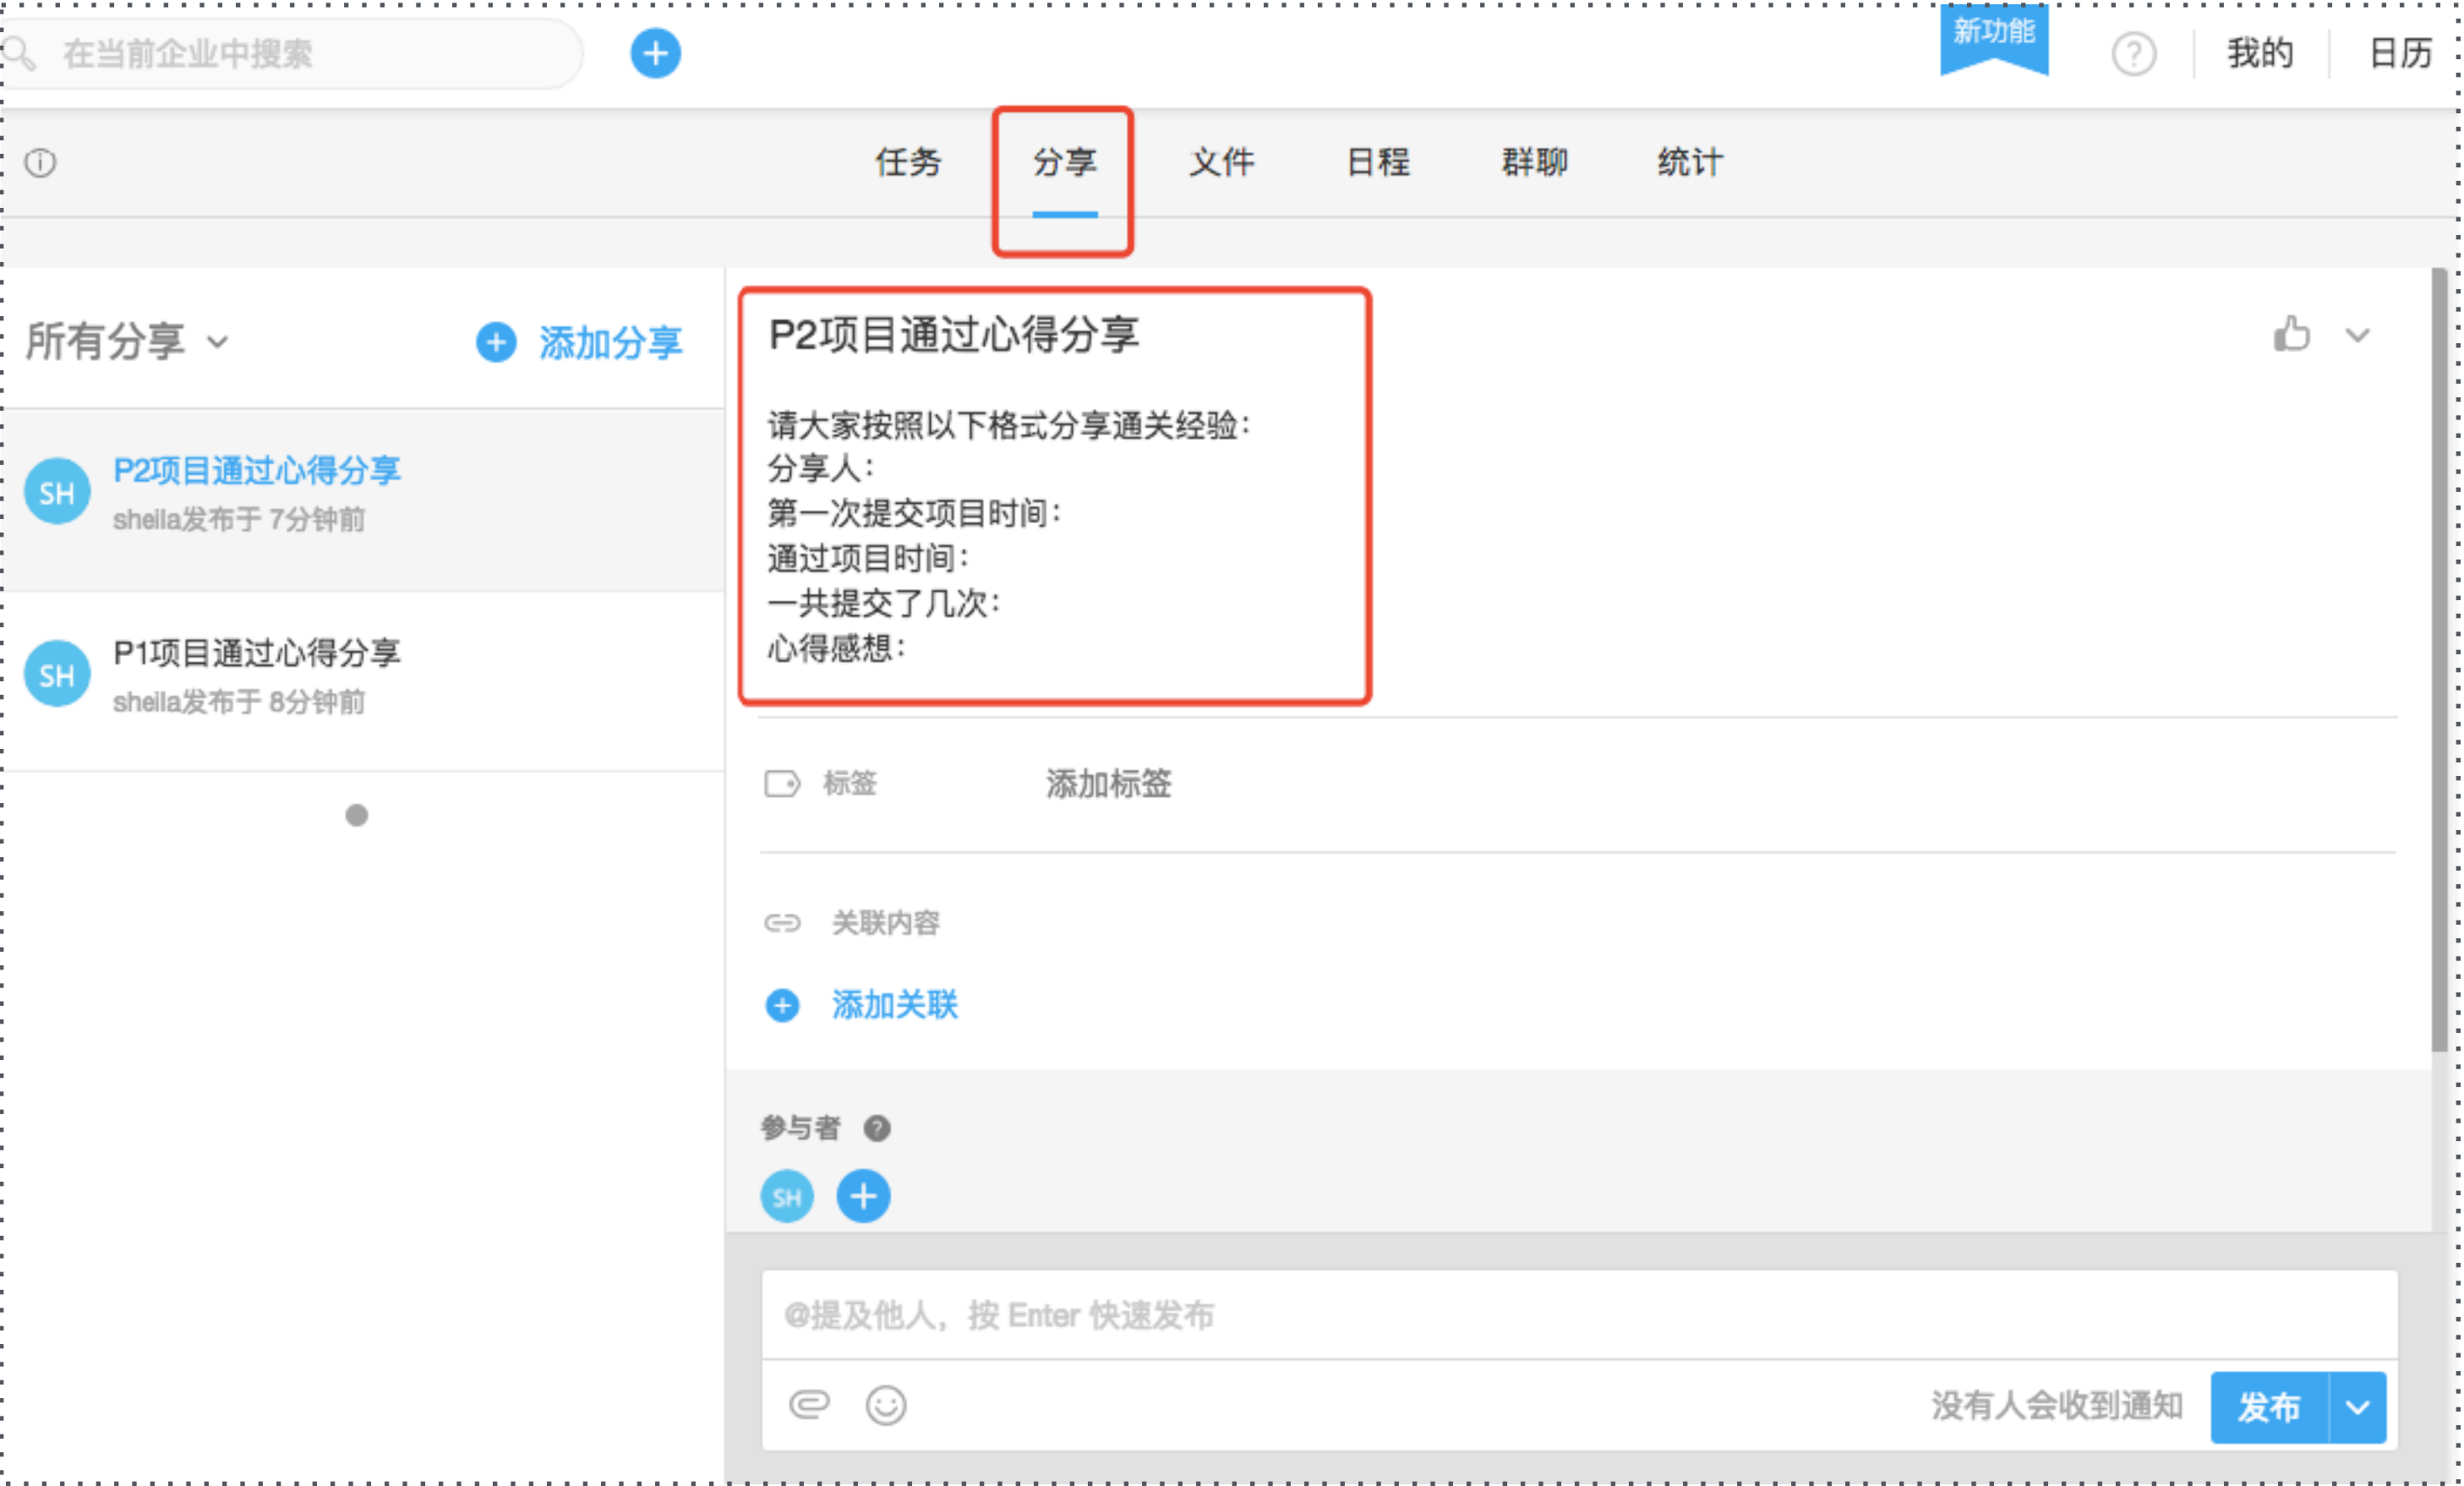 在当前企业中搜索
新功能
我的
日历
任务
分享
文件
日程
群聊
统计
所有分享
添加分享
SH
P2项目通过心得分享
sheila发布于 7分钟前
SH
P1项目通过心得分享
sheila发布于 8分钟前
P2项目通过心得分享
请大家按照以下格式分享通关经验：
分享人：
第一次提交项目时间：
通过项目时间：
一共提交了几次：
心得感想：
标签
添加标签
关联内容
添加关联
参与者
SH
@提及他人，按 Enter 快速发布
没有人会收到通知
发布